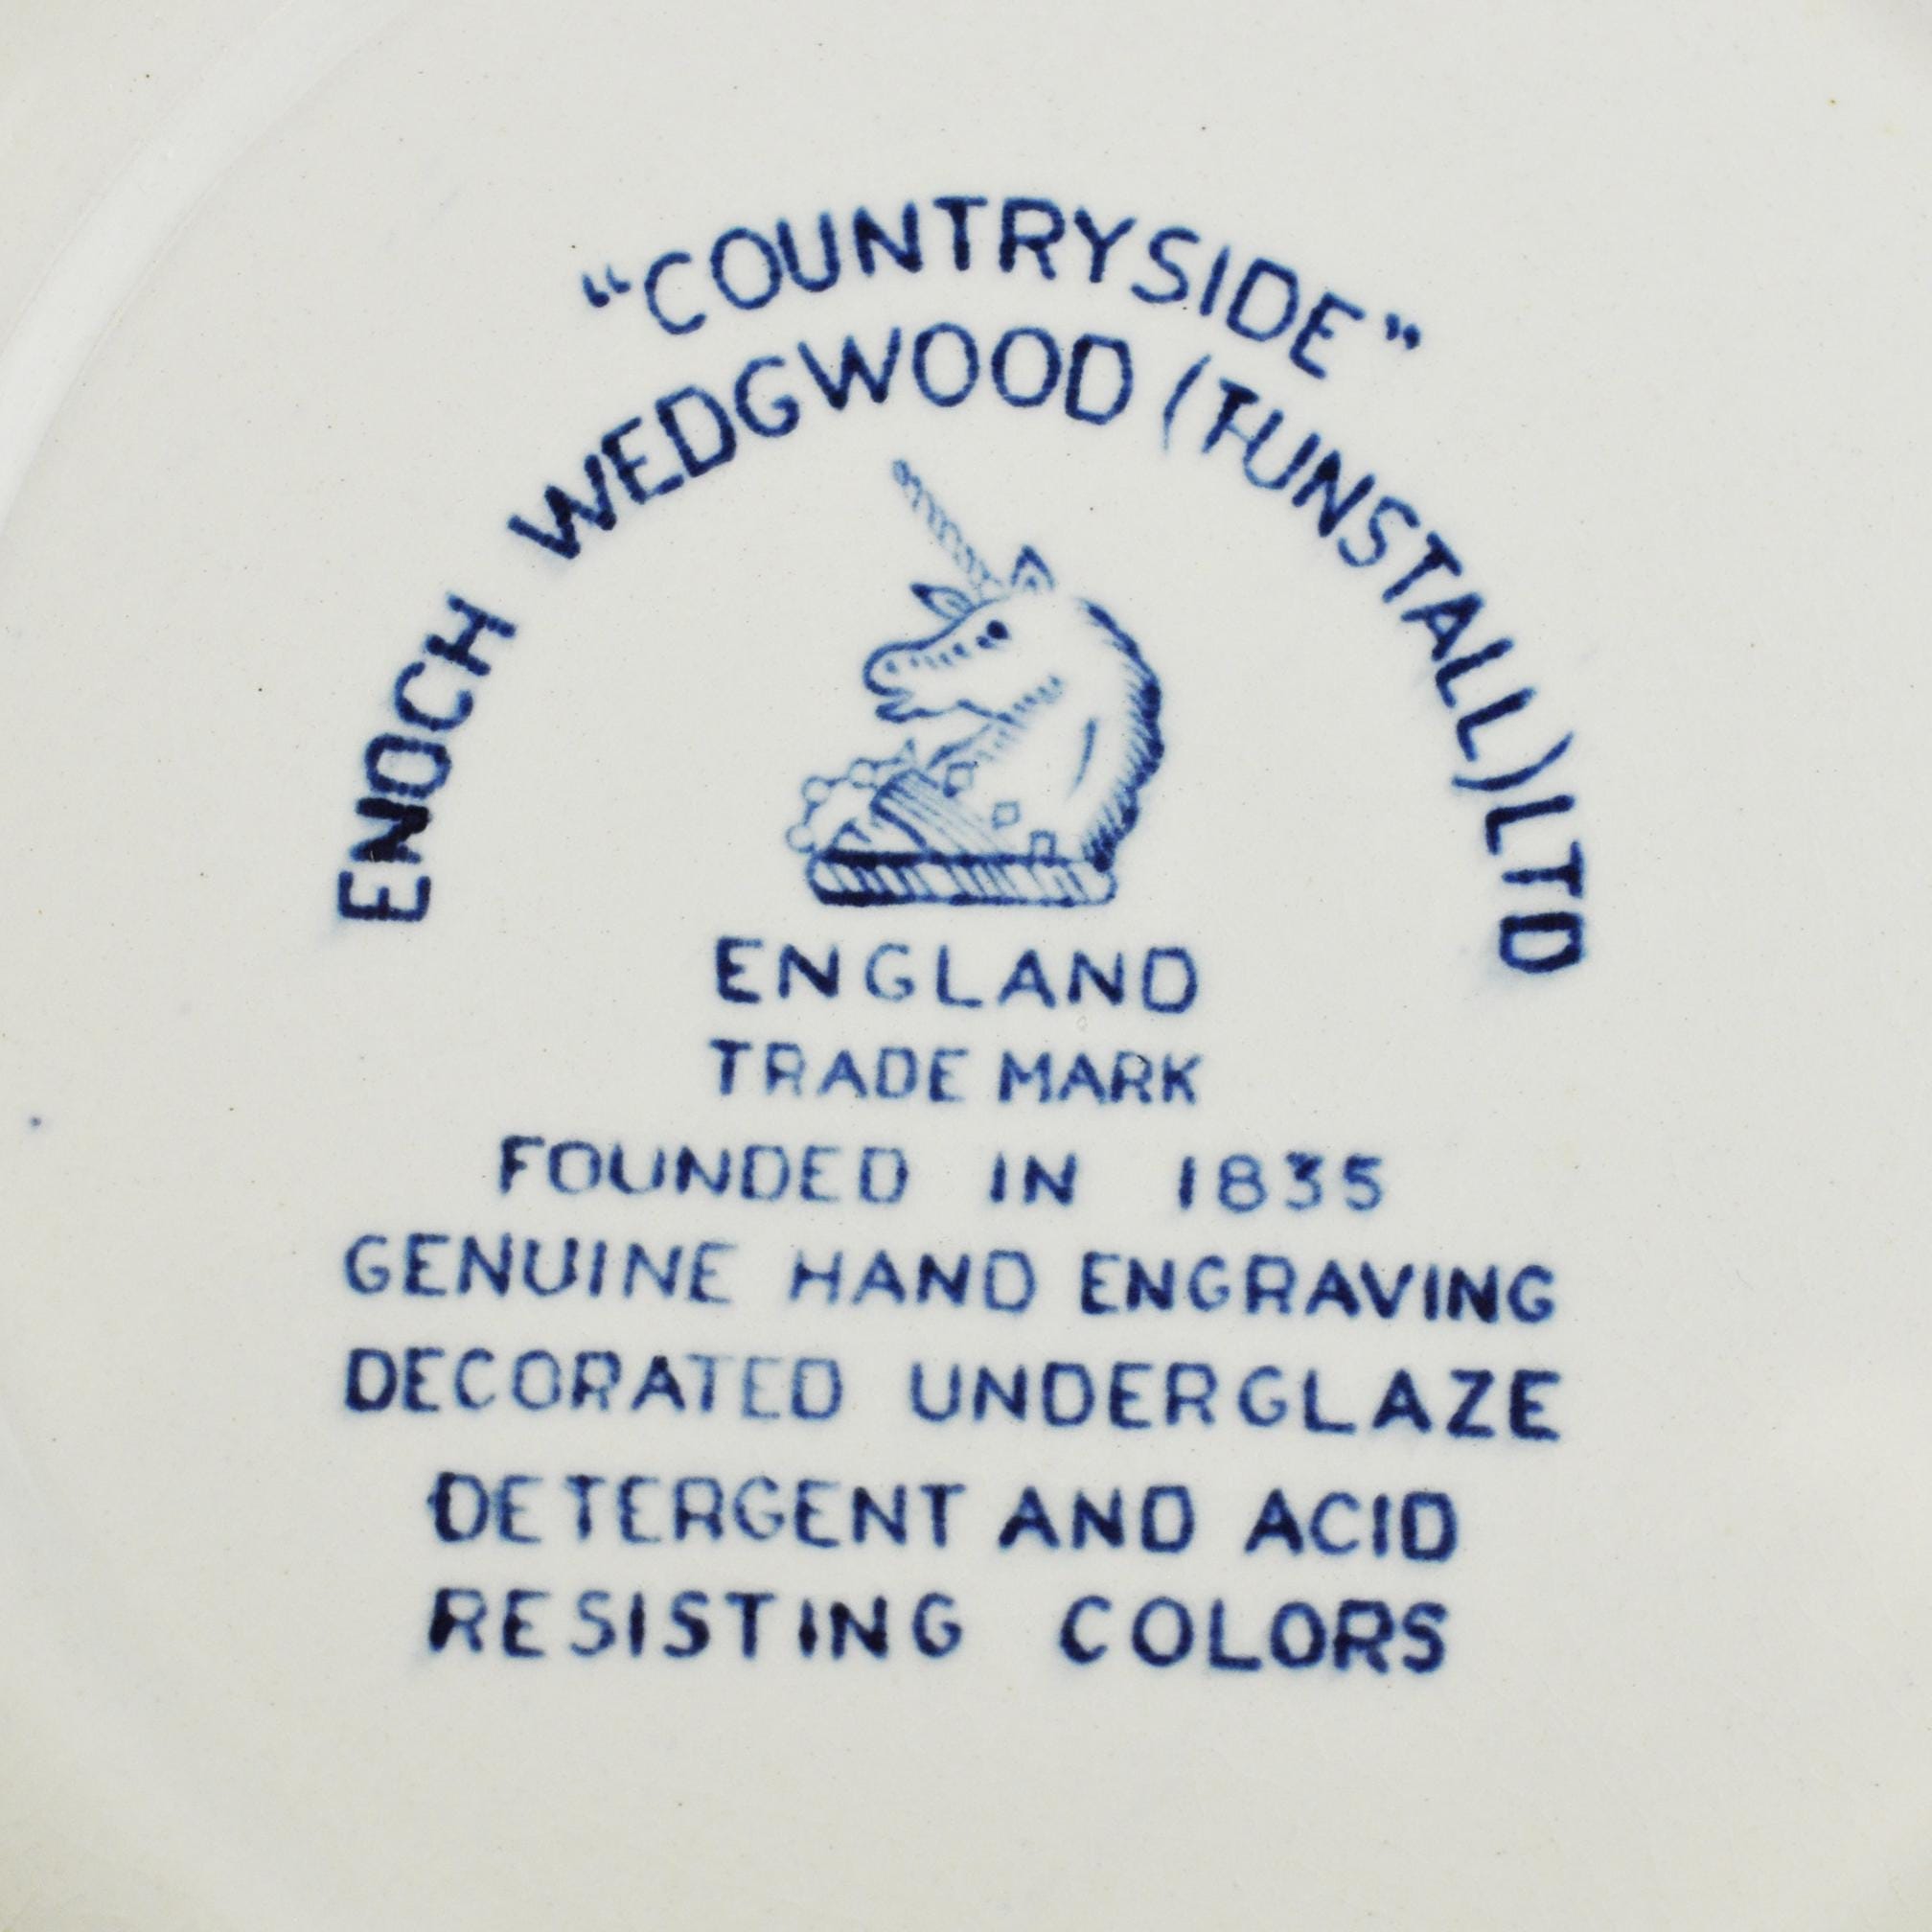 “COUNTRYSIDE”
ENOCH WEDGWOOD (TUNSTALL) LTD
ENGLAND
TRADE MARK
FOUNDED IN 1835
GENUINE HAND ENGRAVING
DECORATED UNDERGLAZE
DETERGENT AND ACID
RESISTING COLORS